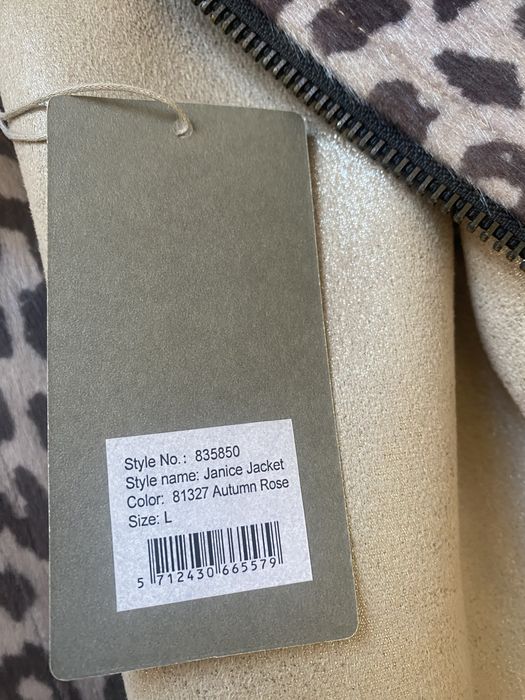 Style No.: 835850
Style name: Janice Jacket
Color: 81327 Autumn Rose
Size: L
5 712430 665579